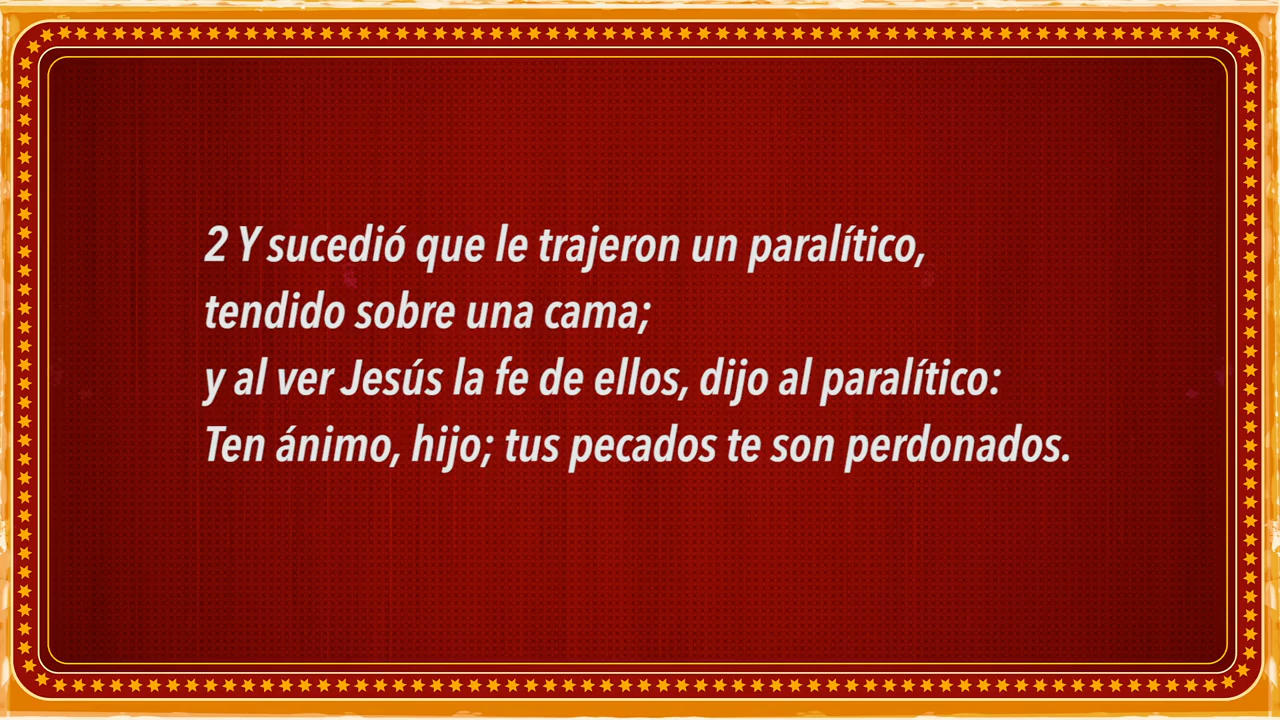 2 Y sucedió que le trajeron un paralítico,
tendido sobre una cama;
y al ver Jesús la fe de ellos, dijo al paralítico:
Ten ánimo, hijo; tus pecados te son perdonados.